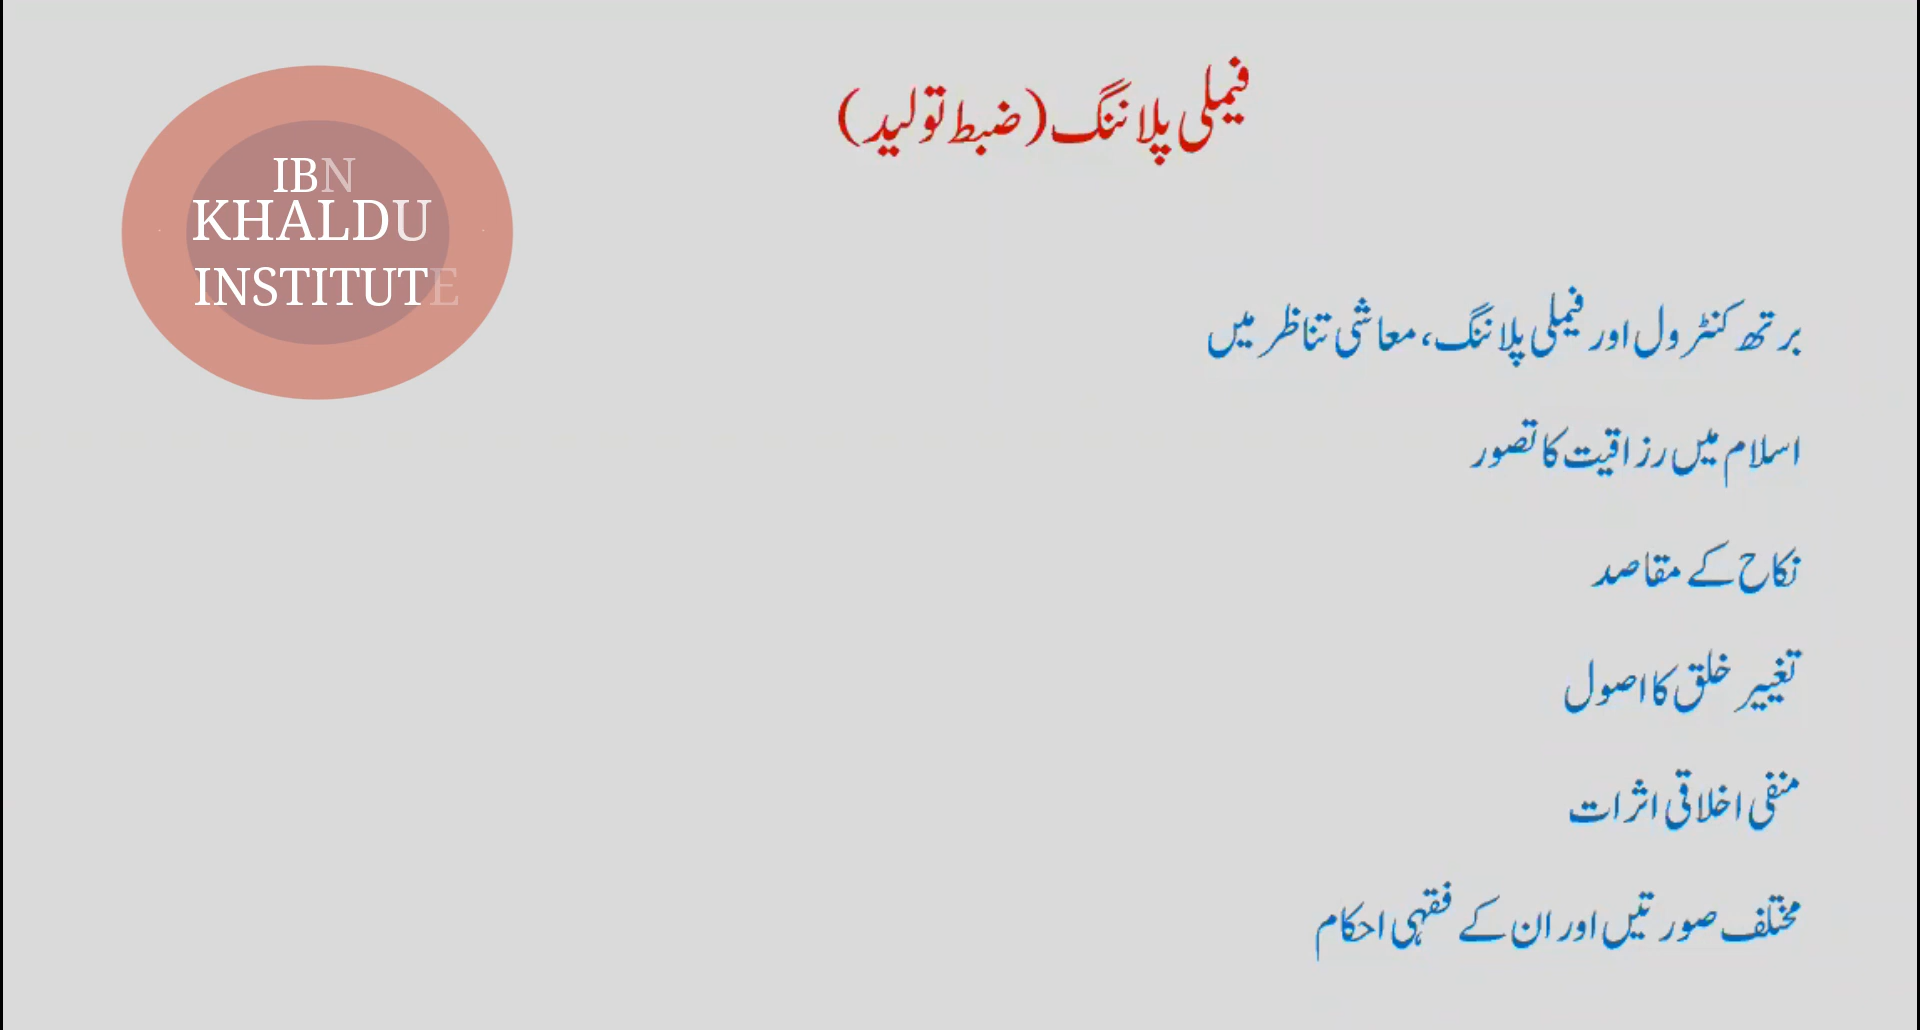 فیملی پلاننگ (ضبط تولید)
IBN
KHALDU
INSTITUTE
برتھ کنٹرول اور فیملی پلاننگ، معاشی تناظر میں
اسلام میں رزاقیت کا تصور
نکاح کے مقاصد
تغییر خلق کا اصول
منفی اخلاقی اثرات
مختلف صورتیں اور ان کے فقہی احکام